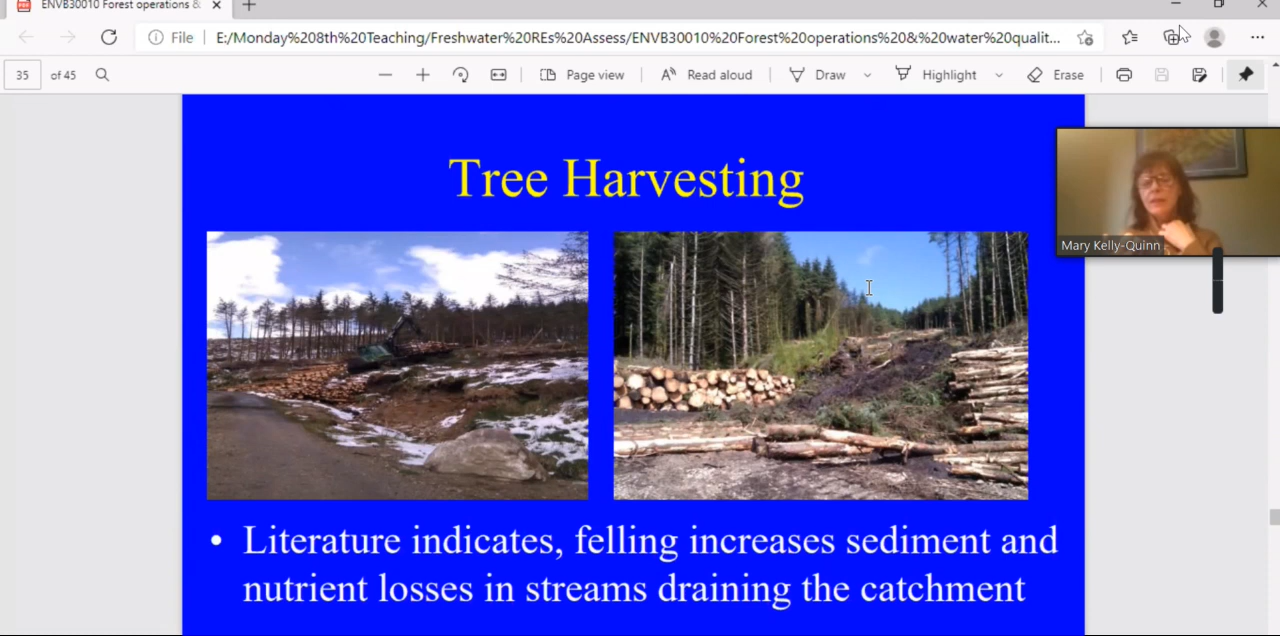 ENVB30010 Forest operations &
File
E:/Monday%208th%20Teaching/Freshwater%20REs%20Assess/ENVB30010%20Forest%20operations%20&%20water%20qualit...
35
of 45
Page view
Read aloud
Draw
Highlight
Erase
Tree Harvesting
Mary Kelly-Quinn
• Literature indicates, felling increases sediment and
nutrient losses in streams draining the catchment